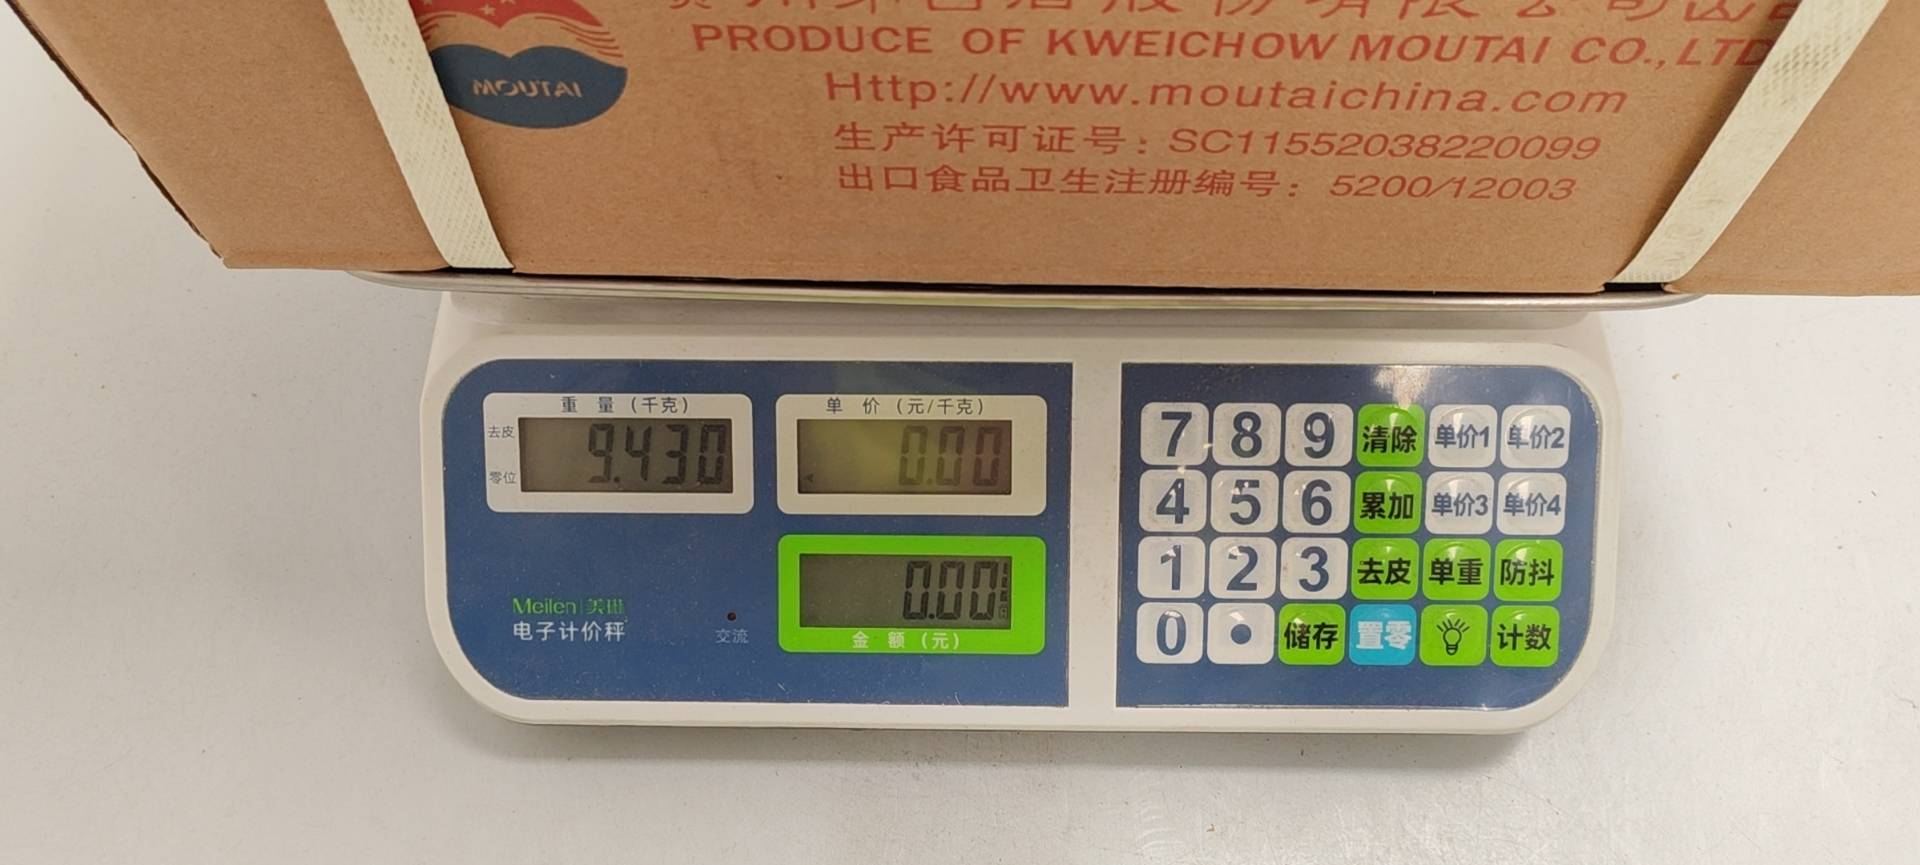 PRODUCE OF KWEICHOW MOUTAI CO.,LTD
MOUTAI
Http://www.moutaichina.com
生产许可证号：SC11552038220099
出口食品卫生注册编号：5200/12003
重 量（千克）
单 价（元/千克）
去皮
9.430
0.00
零位
0.00
金 额（元）
Meilen|美琳
电子计价秤
交流
7 8 9 清除 单价1 单价2
4 5 6 累加 单价3 单价4
1 2 3 去皮 单重 防抖
0 • 储存 置零 计数